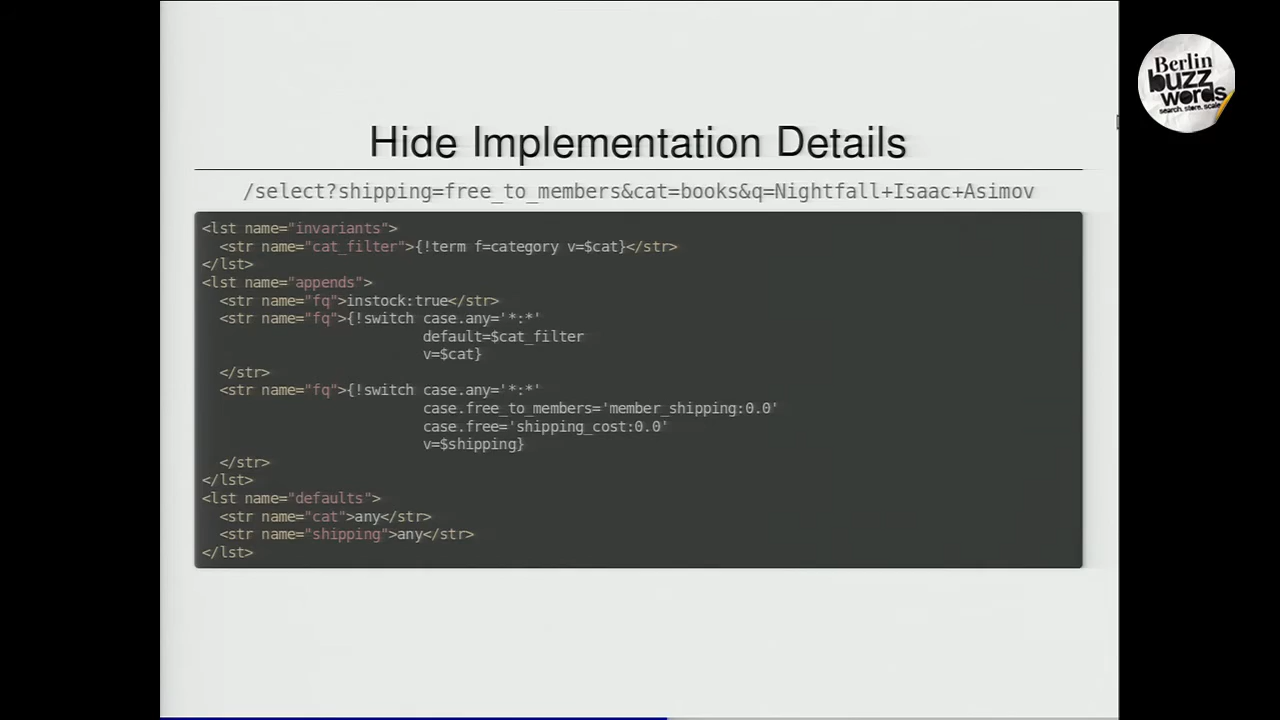 Berlin
buzz
words
search. store. scale.
Hide Implementation Details
/select?shipping=free_to_members&cat=books&q=Nightfall+Isaac+Asimov
<lst name="invariants">
  <str name="cat_filter">{!term f=category v=$cat}</str>
</lst>
<lst name="appends">
  <str name="fq">instock:true</str>
  <str name="fq">{!switch case.any='*:*'
                          default=$cat_filter
                          v=$cat}
  </str>
  <str name="fq">{!switch case.any='*:*'
                          case.free_to_members='member_shipping:0.0'
                          case.free='shipping_cost:0.0'
                          v=$shipping}
  </str>
</lst>
<lst name="defaults">
  <str name="cat">any</str>
  <str name="shipping">any</str>
</lst>